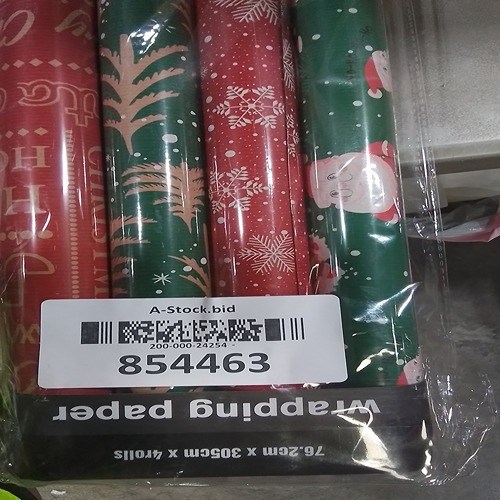 A-Stock.bid
200-000-24254 -
854463
wrapping paper
76.2cm x 305cm x 4rolls